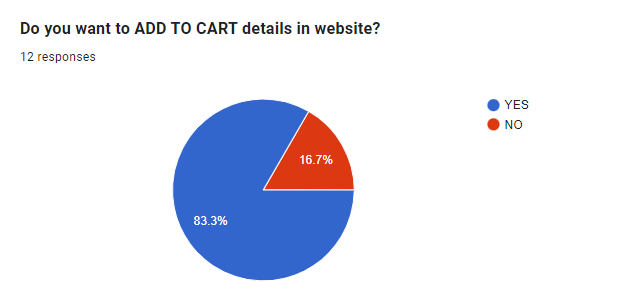 Do you want to ADD TO CART details in website?
12 responses
YES
NO
16.7%
83.3%